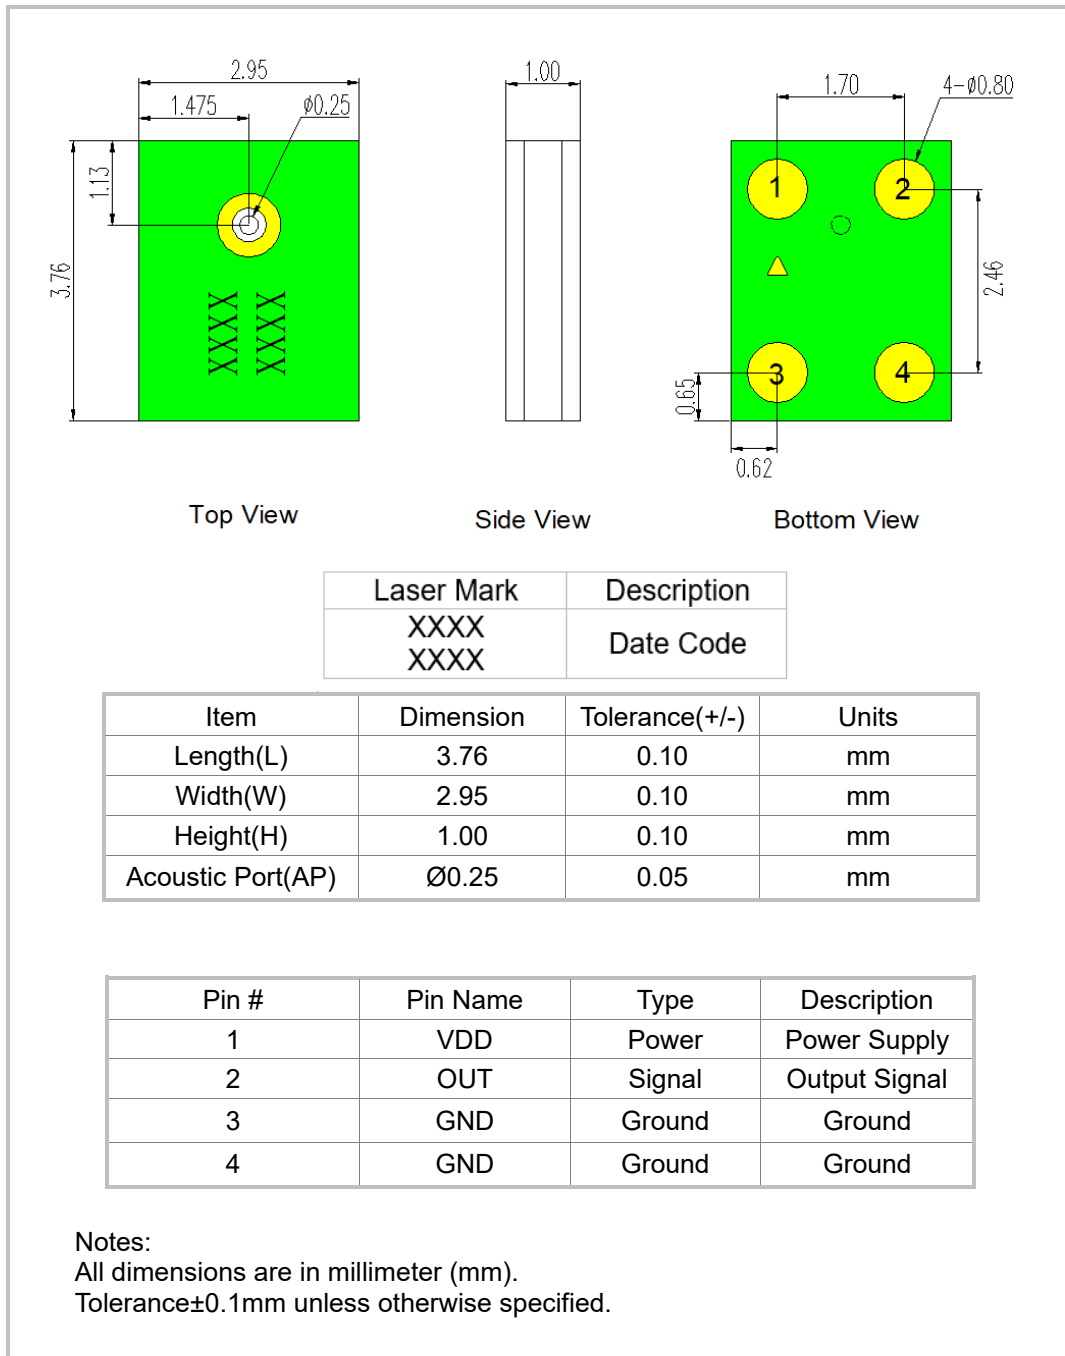 2.95
1.475
ø0.25
1.13
3.76
XXXX
XXXX
1.00
1.70
4-ø0.80
1
2
2.46
3
4
0.65
0.62
Top View
Side View
Bottom View
Laser Mark Description
XXXX
XXXX
Date Code
Item Dimension Tolerance(+/-) Units
Length(L) 3.76 0.10 mm
Width(W) 2.95 0.10 mm
Height(H) 1.00 0.10 mm
Acoustic Port(AP) Ø0.25 0.05 mm
Pin # Pin Name Type Description
1 VDD Power Power Supply
2 OUT Signal Output Signal
3 GND Ground Ground
4 GND Ground Ground
Notes:
All dimensions are in millimeter (mm).
Tolerance±0.1mm unless otherwise specified.